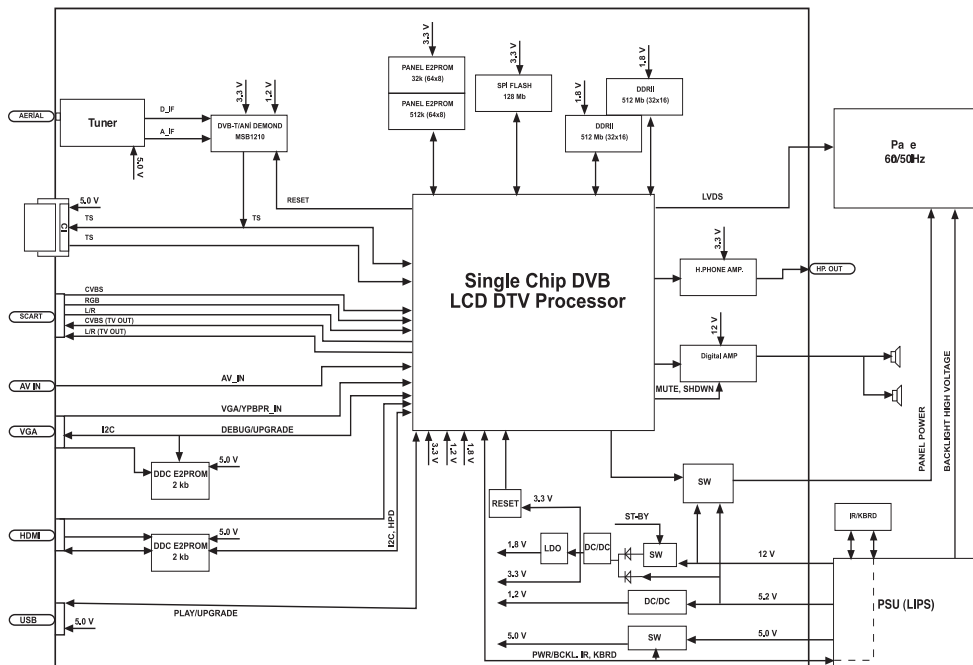 3.3 V
PANEL E2PROM
32k (64x8)
PANEL E2PROM
512k (64x8)
3.3 V
SPİ FLASH
128 Mb
1.8 V
DDRII
512 Mb (32x16)
1.8 V
DDRII
512 Mb (32x16)
AERİAL
Tuner
D_IF
A_IF
5.0 V
3.3 V
1.2 V
DVB-T/ANİ DEMOND
MSB1210
RESET
Pa e
60/50Hz
LVDS
CI
5.0 V
TS
TS
TS
Single Chip DVB
LCD DTV Processor
3.3 V
H.PHONE AMP.
HP. OUT
SCART
CVBS
RGB
L/R
CVBS (TV OUT)
L/R (TV OUT)
12 V
Digital AMP
MUTE, SHDWN
AV IN
AV_IN
VGA
VGA/YPBPR_IN
I2C
DEBUG/UPGRADE
DDC E2PROM
2 kb
5.0 V
3.3 V
1.2 V
1.8 V
PANEL POWER
BACKLIGHT HIGH VOLTAGE
SW
RESET
3.3 V
IR/KBRD
HDMI
DDC E2PROM
2 kb
5.0 V
I2C, HPD
ST-BY
1.8 V
LDO
DC/DC
SW
12 V
3.3 V
1.2 V
DC/DC
5.2 V
PSU (LIPS)
USB
PLAY/UPGRADE
5.0 V
5.0 V
SW
5.0 V
PWR/BCKL. IR, KBRD